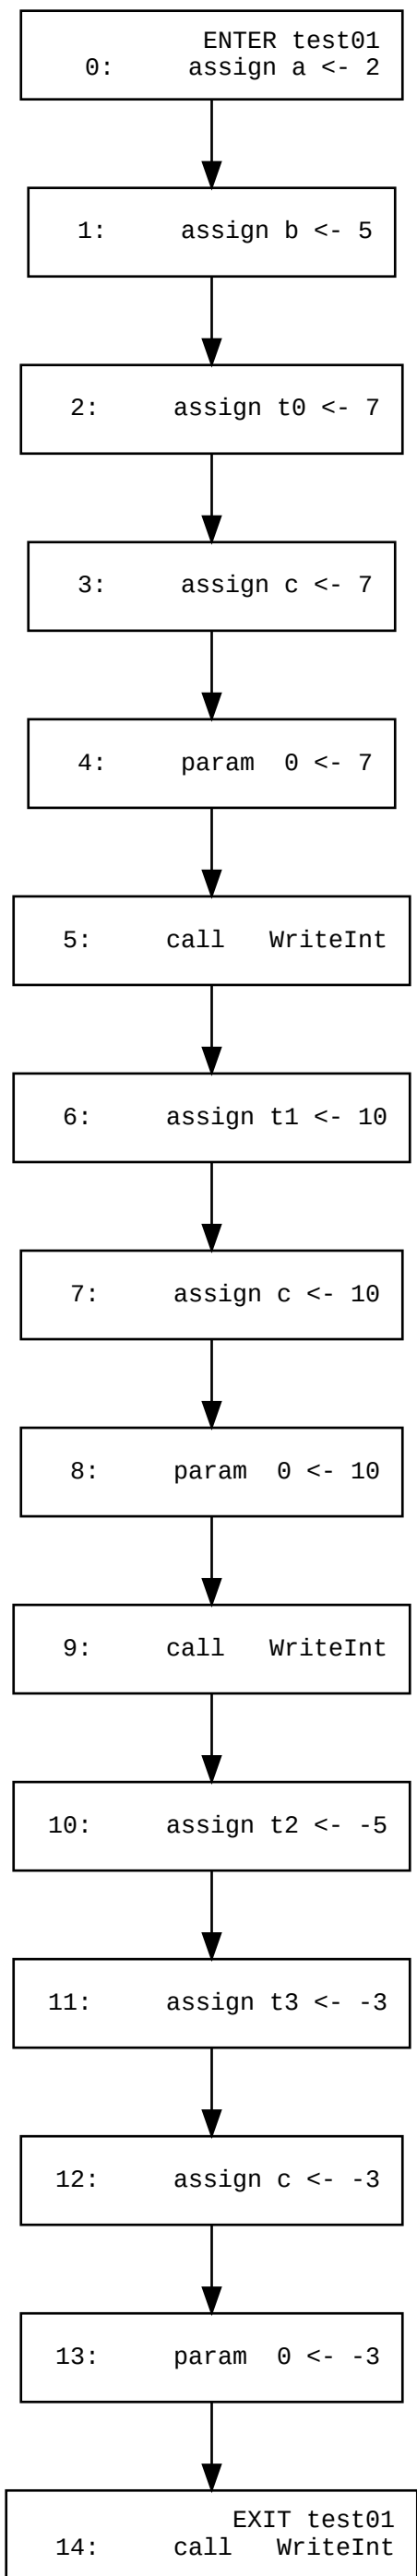 ENTER test01
0:     assign a <- 2
1:     assign b <- 5
2:     assign t0 <- 7
3:     assign c <- 7
4:     param  0 <- 7
5:     call   WriteInt
6:     assign t1 <- 10
7:     assign c <- 10
8:     param  0 <- 10
9:     call   WriteInt
10:     assign t2 <- -5
11:     assign t3 <- -3
12:     assign c <- -3
13:     param  0 <- -3
EXIT test01
14:     call   WriteInt